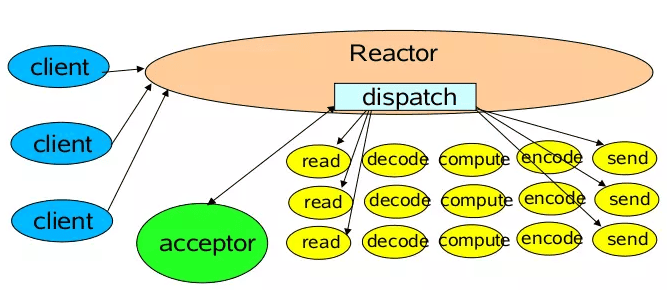 Reactor
client
dispatch
client
read decode compute encode send
read decode compute encode send
client
acceptor
read decode compute encode send